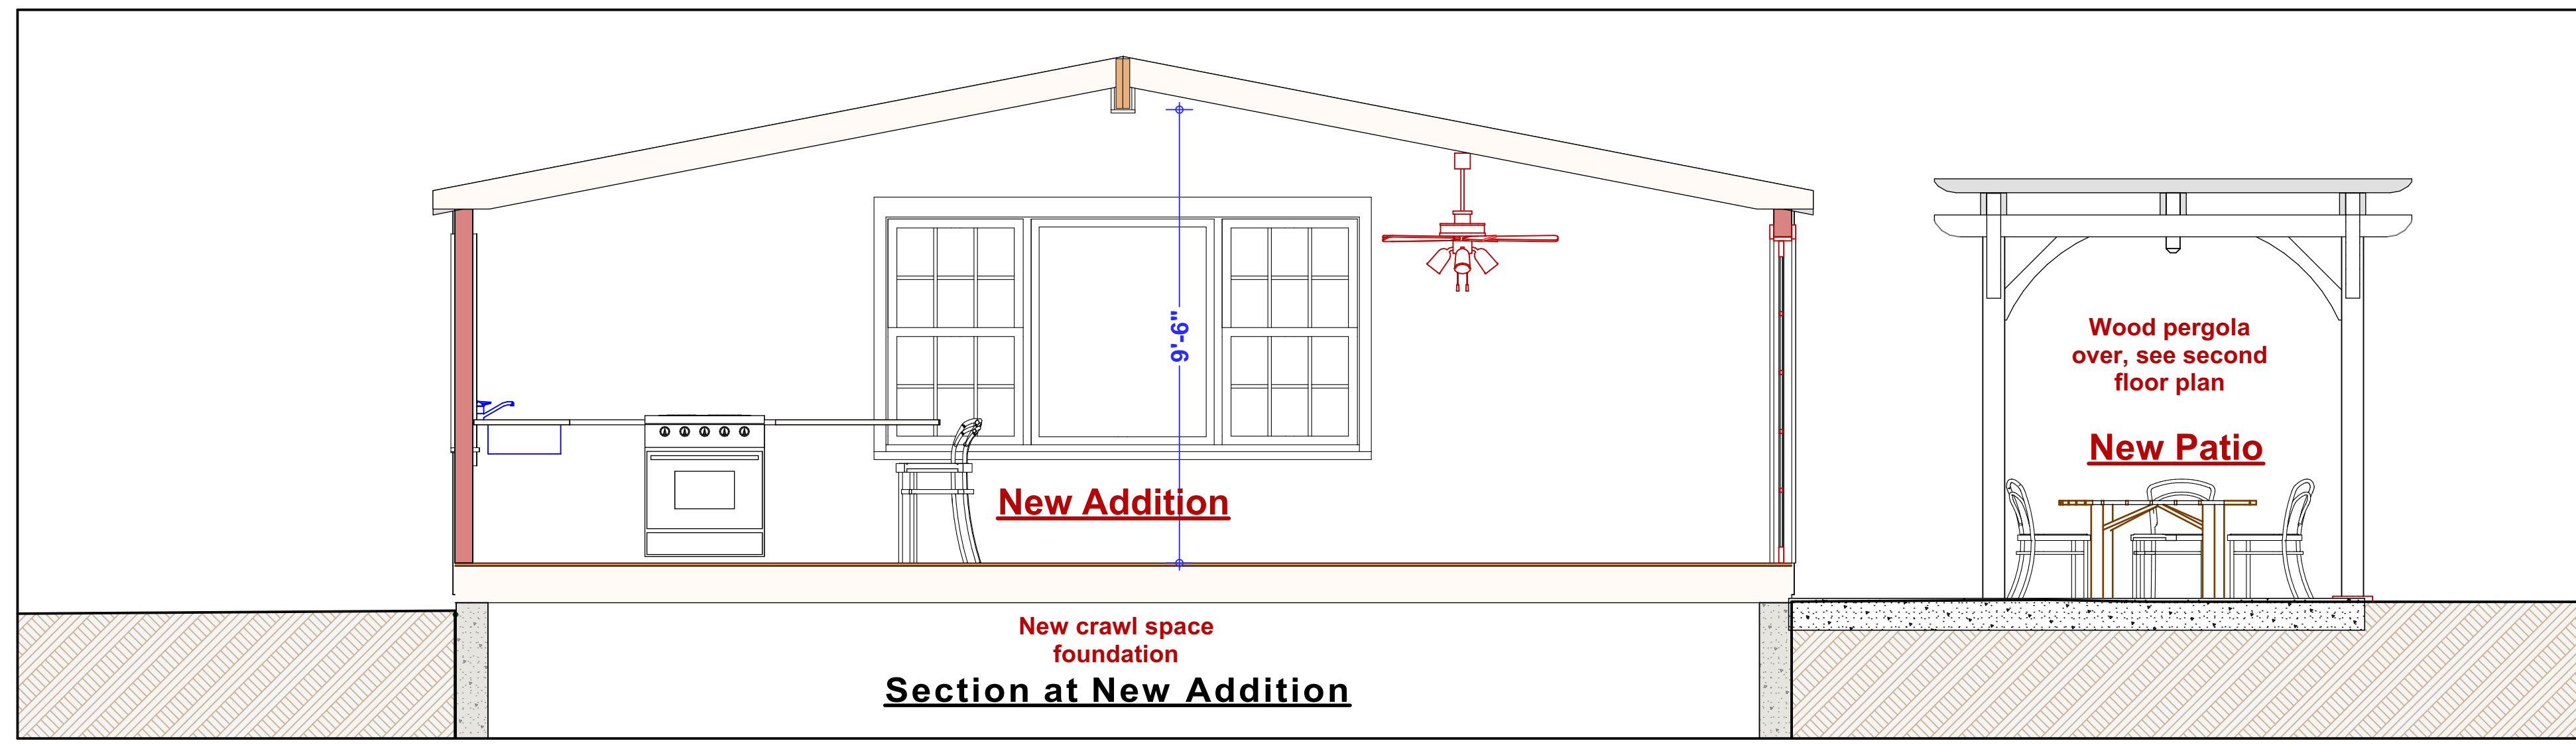 9'-6"
Wood pergola
over, see second
floor plan
New Patio
New Addition
New crawl space
foundation
Section at New Addition